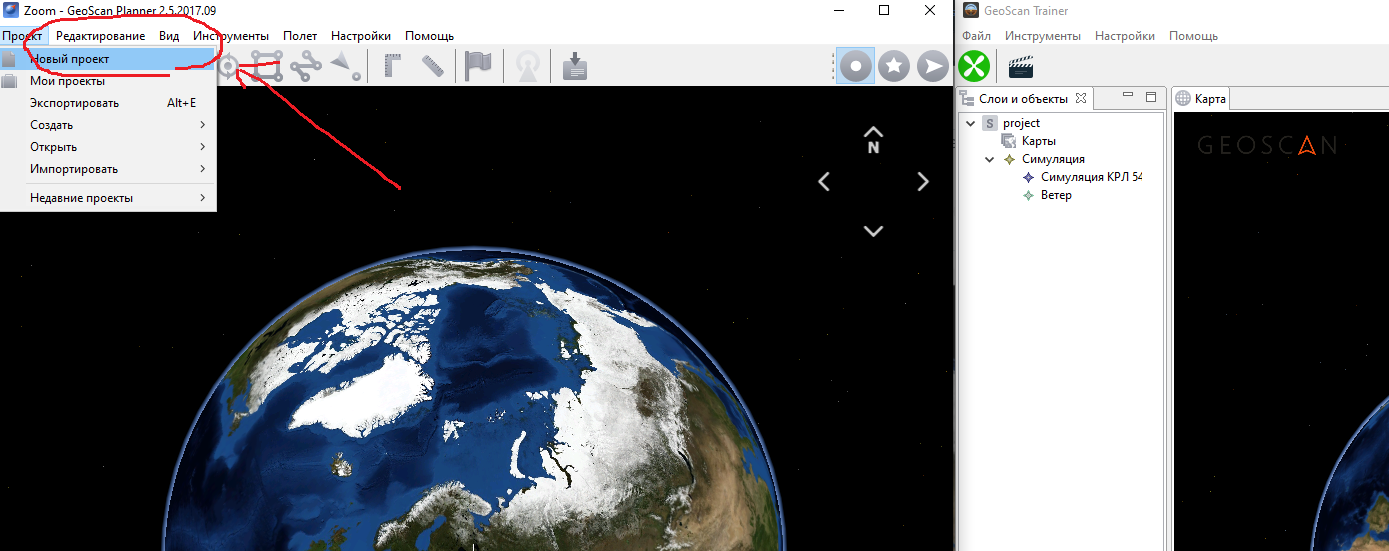 Zoom - GeoScan Planner 2.5.2017.09
Проект Редактирование Вид Инструменты Полет Настройки Помощь
Новый проект
Мои проекты
Экспортировать Alt+E
Создать
Открыть
Импортировать
Недавние проекты
N
GeoScan Trainer
Файл Инструменты Настройки Помощь
Слои и объекты
S project
Карты
Симуляция
Симуляция КРЛ 54
Ветер
Карта
GEOSCAN